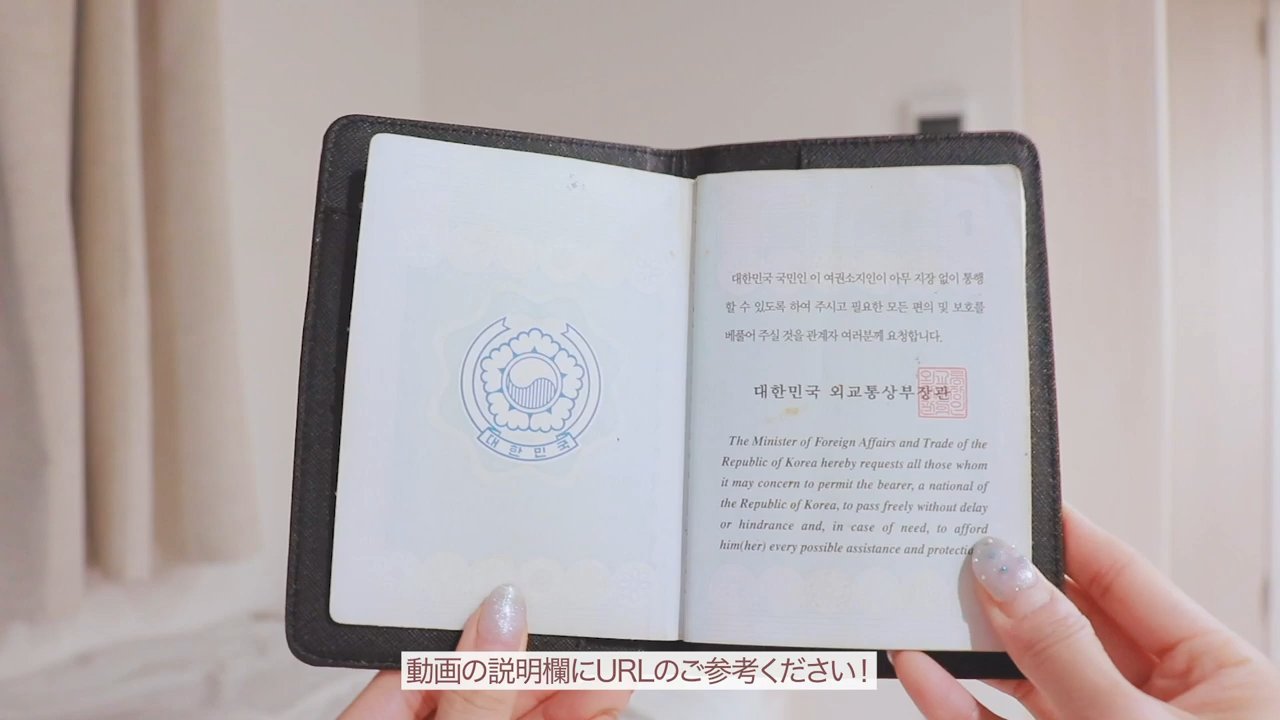 대한민국
대한민국 국민인 이 여권소지인이 아무 지장 없이 통행
할 수 있도록 하여 주시고 필요한 모든 편의 및 보호를
베풀어 주실 것을 관계자 여러분께 요청합니다.
대한민국 외교통상부장관
The Minister of Foreign Affairs and Trade of the
Republic of Korea hereby requests all those whom
it may concern to permit the bearer, a national of
the Republic of Korea, to pass freely without delay
or hindrance and, in case of need, to afford
him(her) every possible assistance and protectio
動画の説明欄にURLのご参考ください!